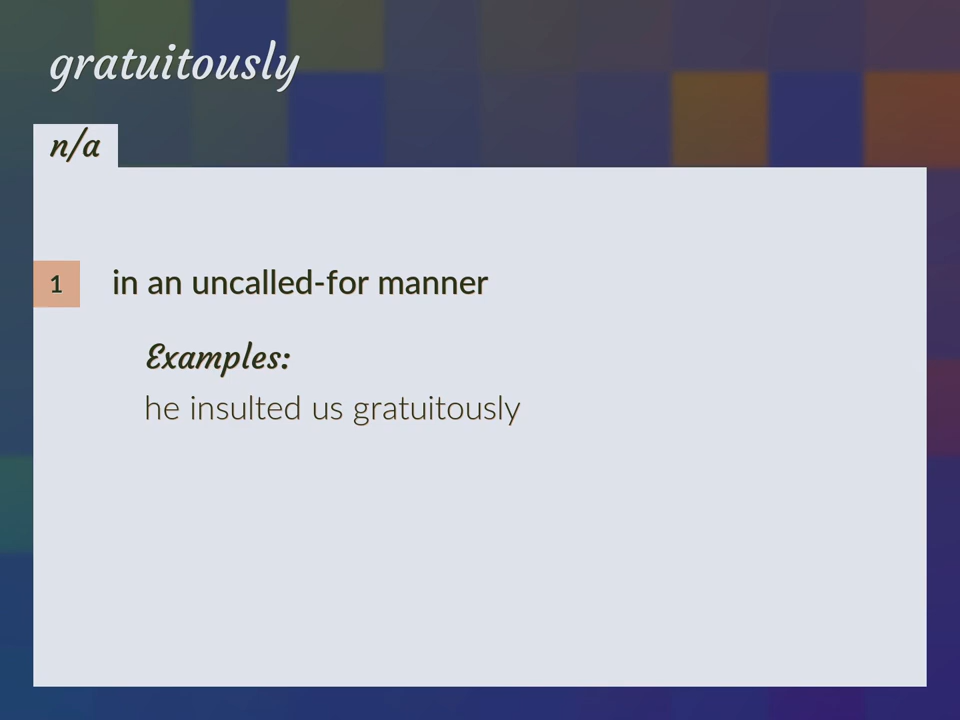 gratuitously
n/a
1 in an uncalled-for manner
Examples:
he insulted us gratuitously